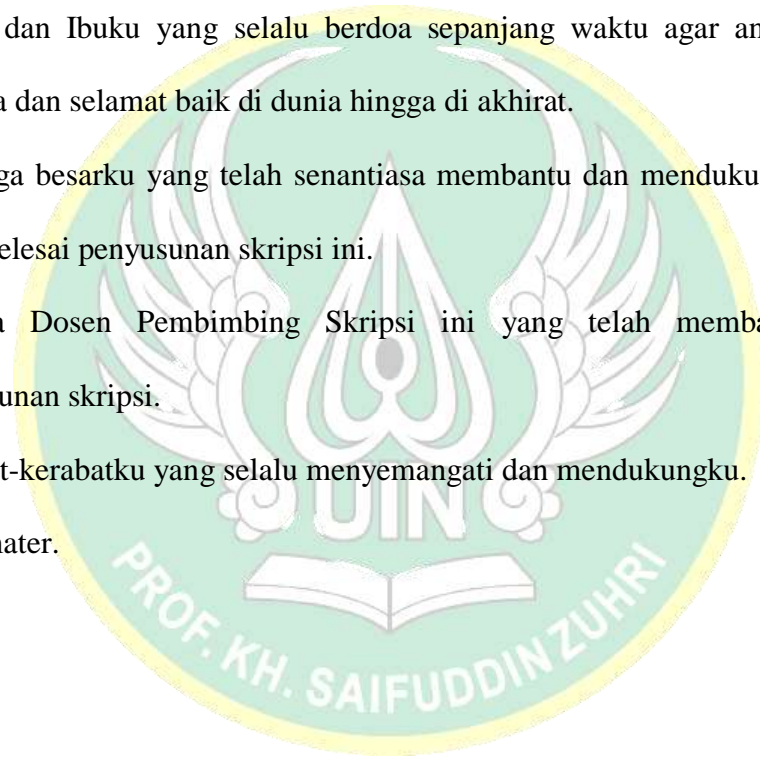 dan Ibuku yang selalu berdoa sepanjang waktu agar an
a dan selamat baik di dunia hingga di akhirat.
ga besarku yang telah senantiasa membantu dan menduku
elesai penyusunan skripsi ini.
a Dosen Pembimbing Skripsi ini yang telah memba
unan skripsi.
t-kerabatku yang selalu menyemangati dan mendukungku.
nater.
UIN
PROF. KH. SAIFUDDIN ZUHRI